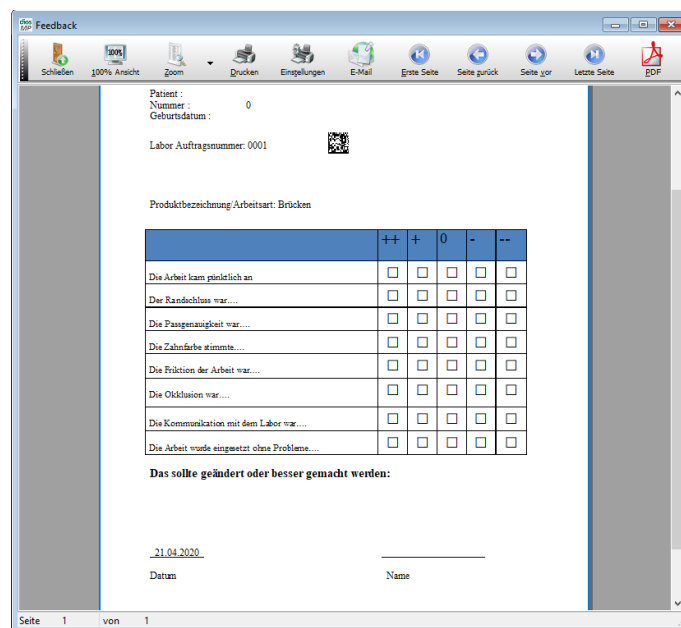 dios MP Feedback
Schließen 100% Ansicht Zoom Drucken Einstellungen E-Mail Erste Seite Seite zurück Seite vor Letzte Seite PDF
100%
Patient :
Nummer : 0
Geburtsdatum :
Labor Auftragsnummer: 0001
Produktbezeichnung/Arbeitsart: Brücken
++ + 0 - --
Die Arbeit kam pünktlich an
Der Randschluss war....
Die Passgenauigkeit war....
Die Zahnfarbe stimmte....
Die Friktion der Arbeit war....
Die Okklusion war....
Die Kommunikation mit dem Labor war....
Die Arbeit wurde eingesetzt ohne Probleme....
Das sollte geändert oder besser gemacht werden:
21.04.2020
Datum Name
Seite 1 von 1